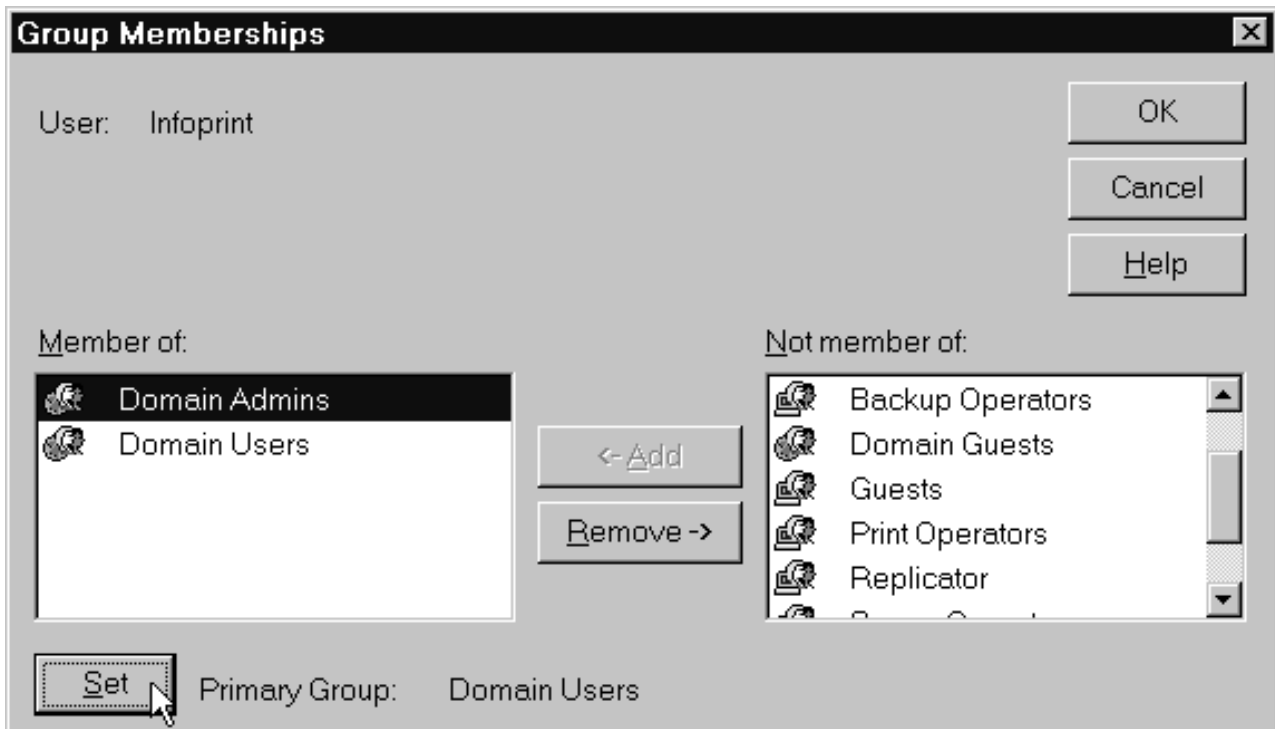 Group Memberships
User: Infoprint
OK
Cancel
Help
Member of:
Domain Admins
Domain Users
<- Add
Remove ->
Not member of:
Backup Operators
Domain Guests
Guests
Print Operators
Replicator
Set
Primary Group: Domain Users